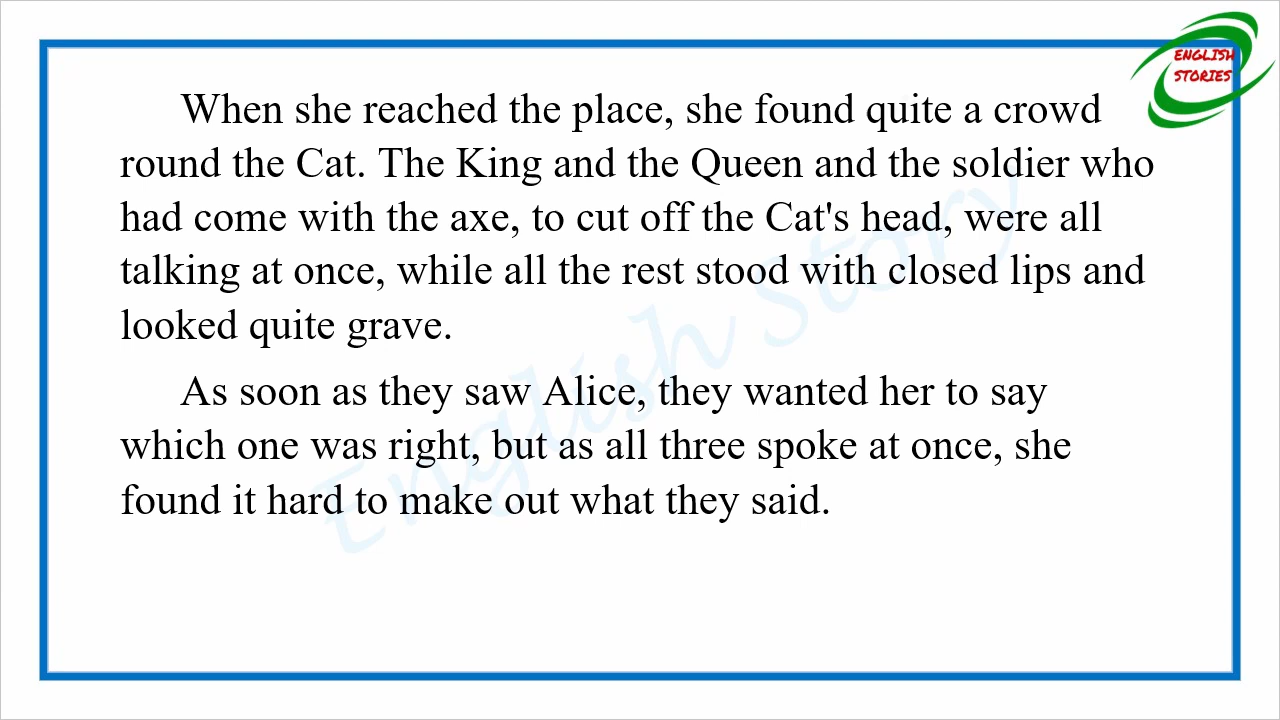 ENGLISH
STORIES
When she reached the place, she found quite a crowd
round the Cat. The King and the Queen and the soldier who
had come with the axe, to cut off the Cat's head, were all
talking at once, while all the rest stood with closed lips and
looked quite grave.
As soon as they saw Alice, they wanted her to say
which one was right, but as all three spoke at once, she
found it hard to make out what they said.
English Story